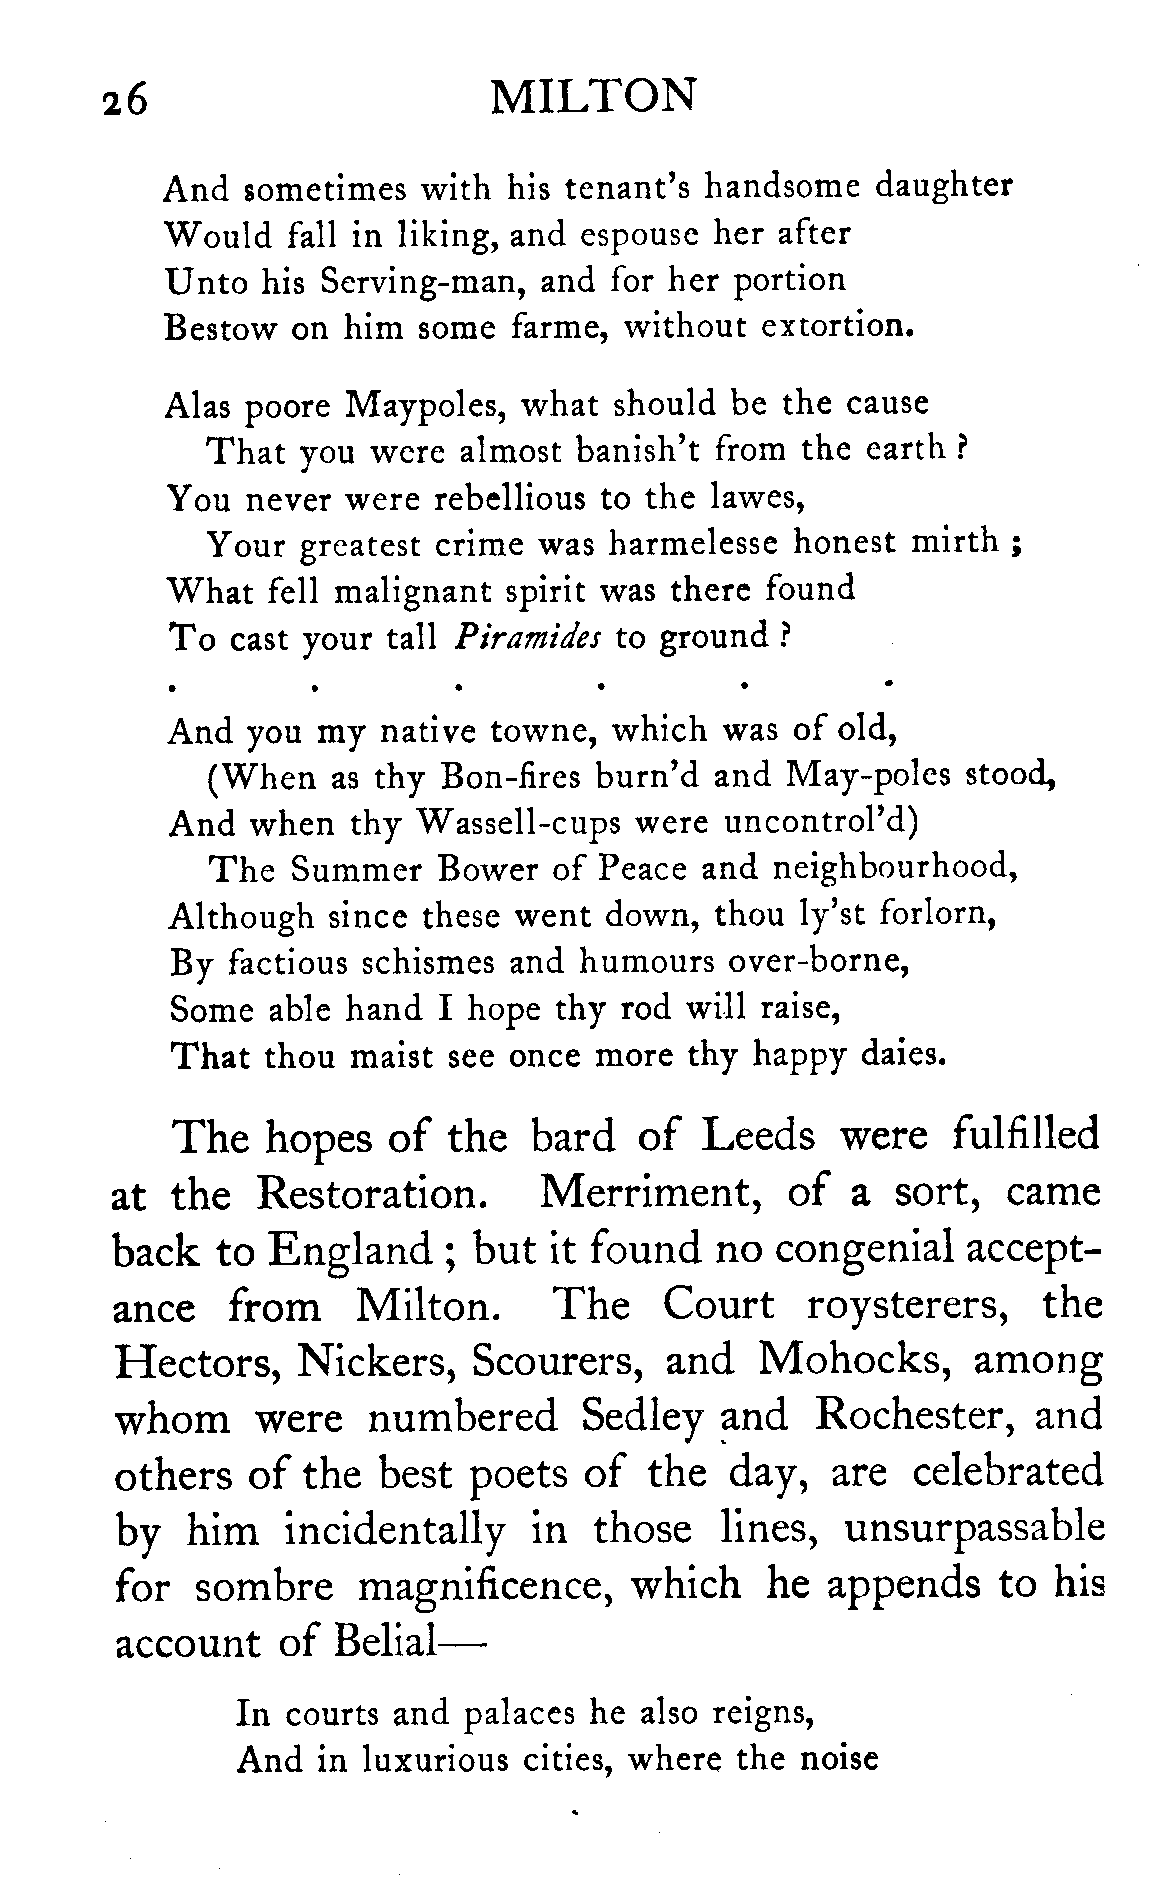 26 MILTON
And sometimes with his tenant's handsome daughter
Would fall in liking, and espouse her after
Unto his Serving-man, and for her portion
Bestow on him some farme, without extortion.
Alas poore Maypoles, what should be the cause
That you were almost banish't from the earth ?
You never were rebellious to the lawes,
Your greatest crime was harmelesse honest mirth ;
What fell malignant spirit was there found
To cast your tall Piramides to ground ?
. . . . . .
And you my native towne, which was of old,
(When as thy Bon-fires burn'd and May-poles stood,
And when thy Wassell-cups were uncontrol'd)
The Summer Bower of Peace and neighbourhood,
Although since these went down, thou ly'st forlorn,
By factious schismes and humours over-borne,
Some able hand I hope thy rod will raise,
That thou maist see once more thy happy daies.
The hopes of the bard of Leeds were fulfilled
at the Restoration. Merriment, of a sort, came
back to England ; but it found no congenial accept-
ance from Milton. The Court roysterers, the
Hectors, Nickers, Scourers, and Mohocks, among
whom were numbered Sedley and Rochester, and
others of the best poets of the day, are celebrated
by him incidentally in those lines, unsurpassable
for sombre magnificence, which he appends to his
account of Belial—
In courts and palaces he also reigns,
And in luxurious cities, where the noise